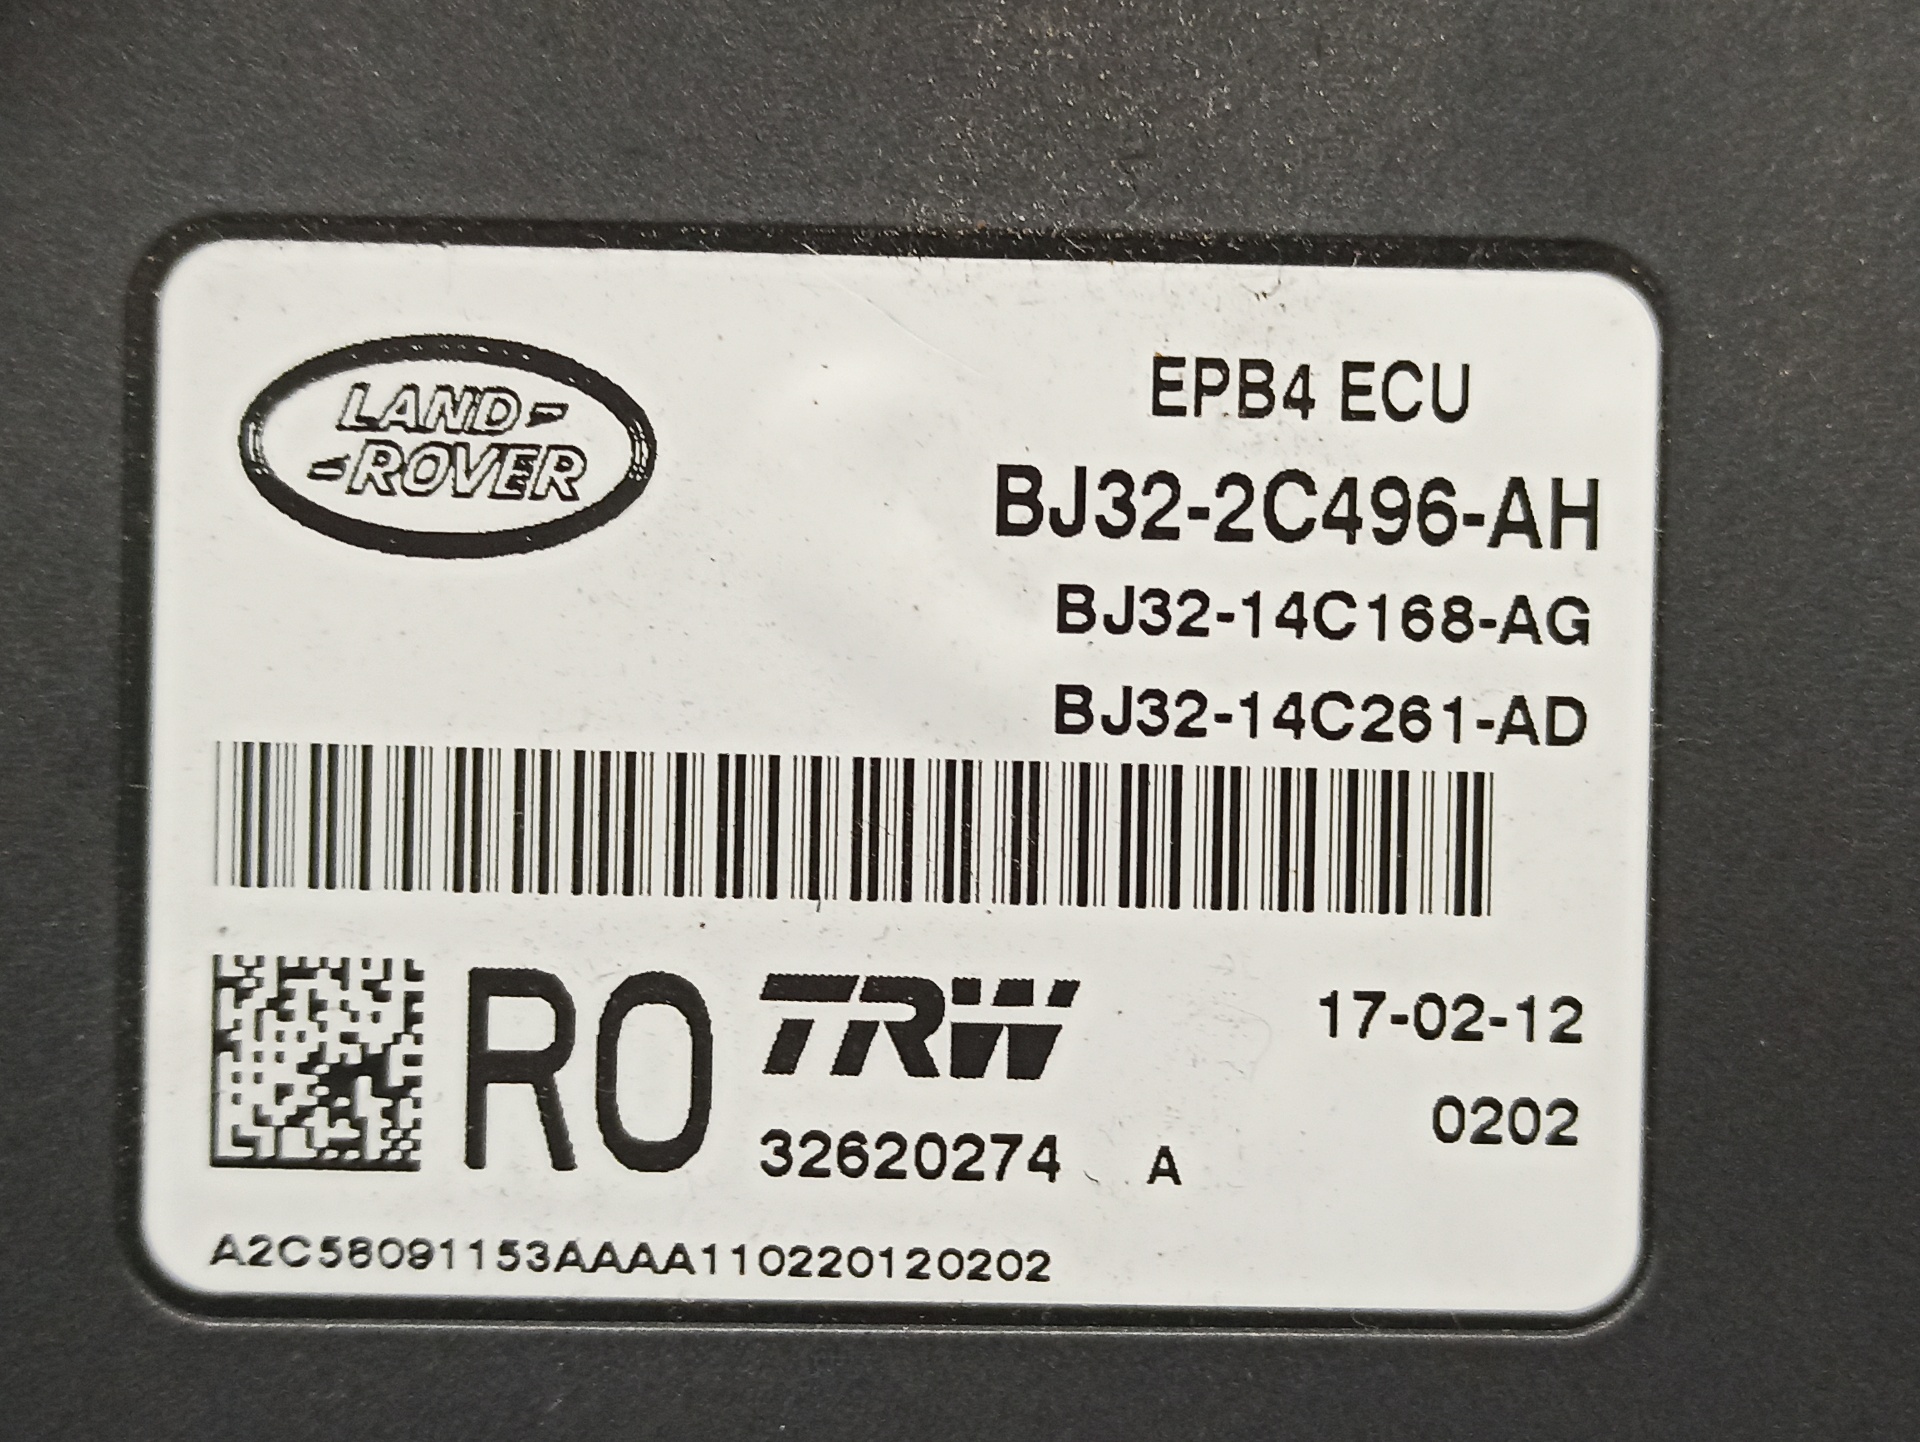 LAND
ROVER
EPB4 ECU
BJ32-2C496-AH
BJ32-14C168-AG
BJ32-14C261-AD
RO
TRW
17-02-12
32620274 A
0202
A2C58091153AAAA110220120202